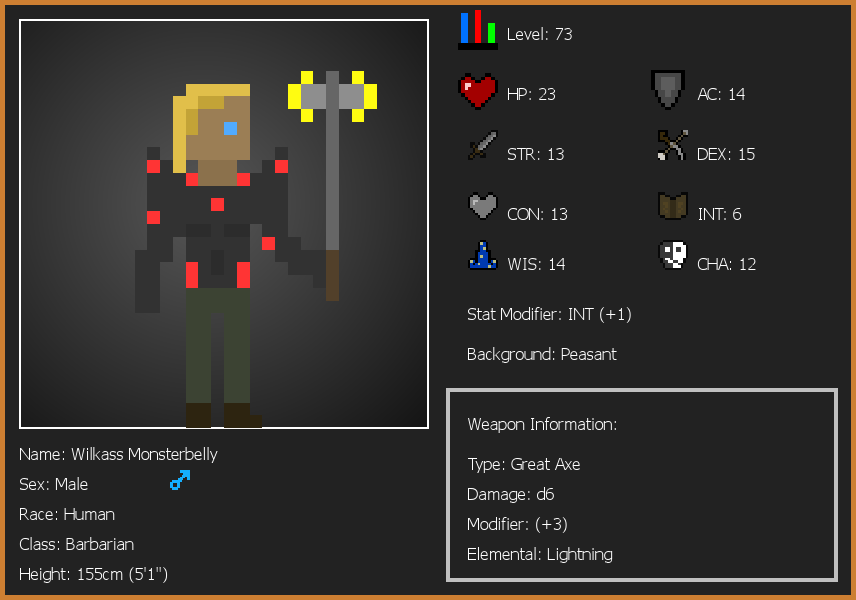 Level: 73
HP: 23
AC: 14
STR: 13
DEX: 15
CON: 13
INT: 6
WIS: 14
CHA: 12
Stat Modifier: INT (+1)
Background: Peasant
Weapon Information:
Type: Great Axe
Damage: d6
Modifier: (+3)
Elemental: Lightning
Name: Wilkass Monsterbelly
Sex: Male
Race: Human
Class: Barbarian
Height: 155cm (5'1")